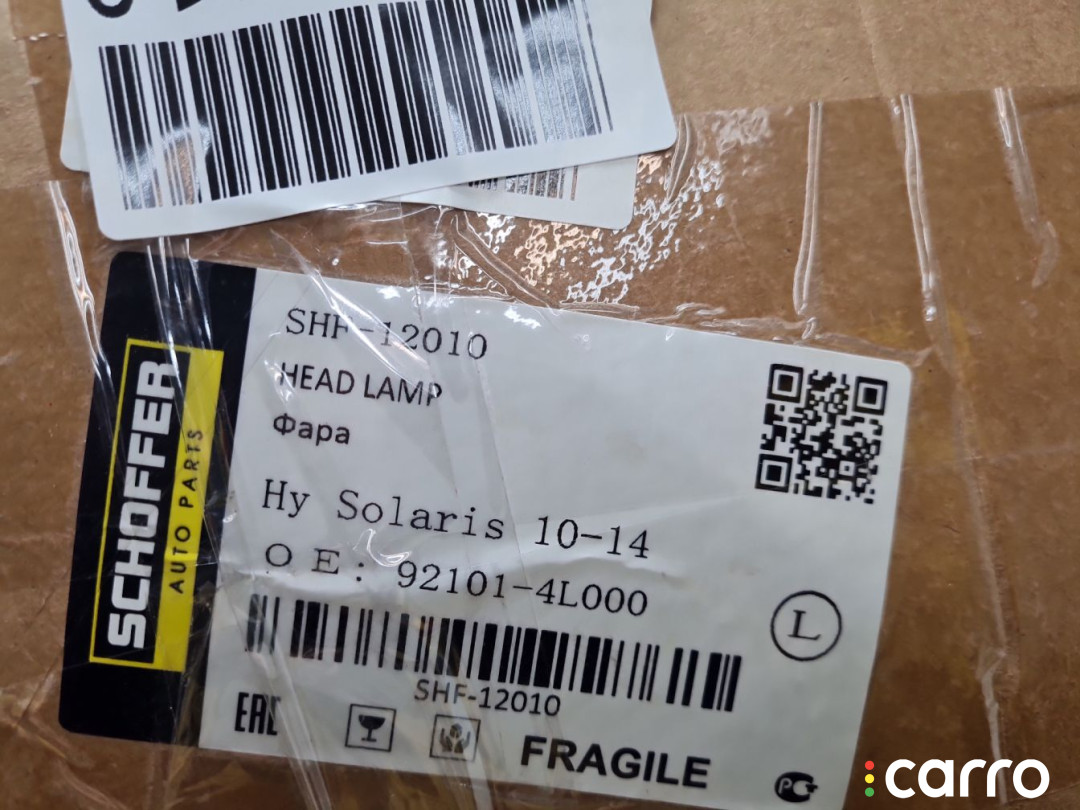 SHF-12010
HEAD LAMP
Фара
Hy Solaris 10-14
OE: 92101-4L000
L
SHF-12010
EAC
FRAGILE
SCHOFFER
AUTO PARTS
carro